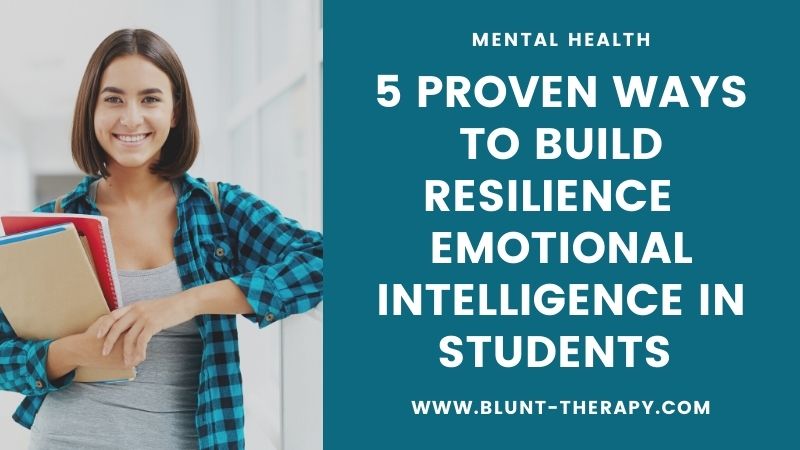 MENTAL HEALTH
5 PROVEN WAYS
TO BUILD
RESILIENCE
EMOTIONAL
INTELLIGENCE IN
STUDENTS
WWW.BLUNT-THERAPY.COM